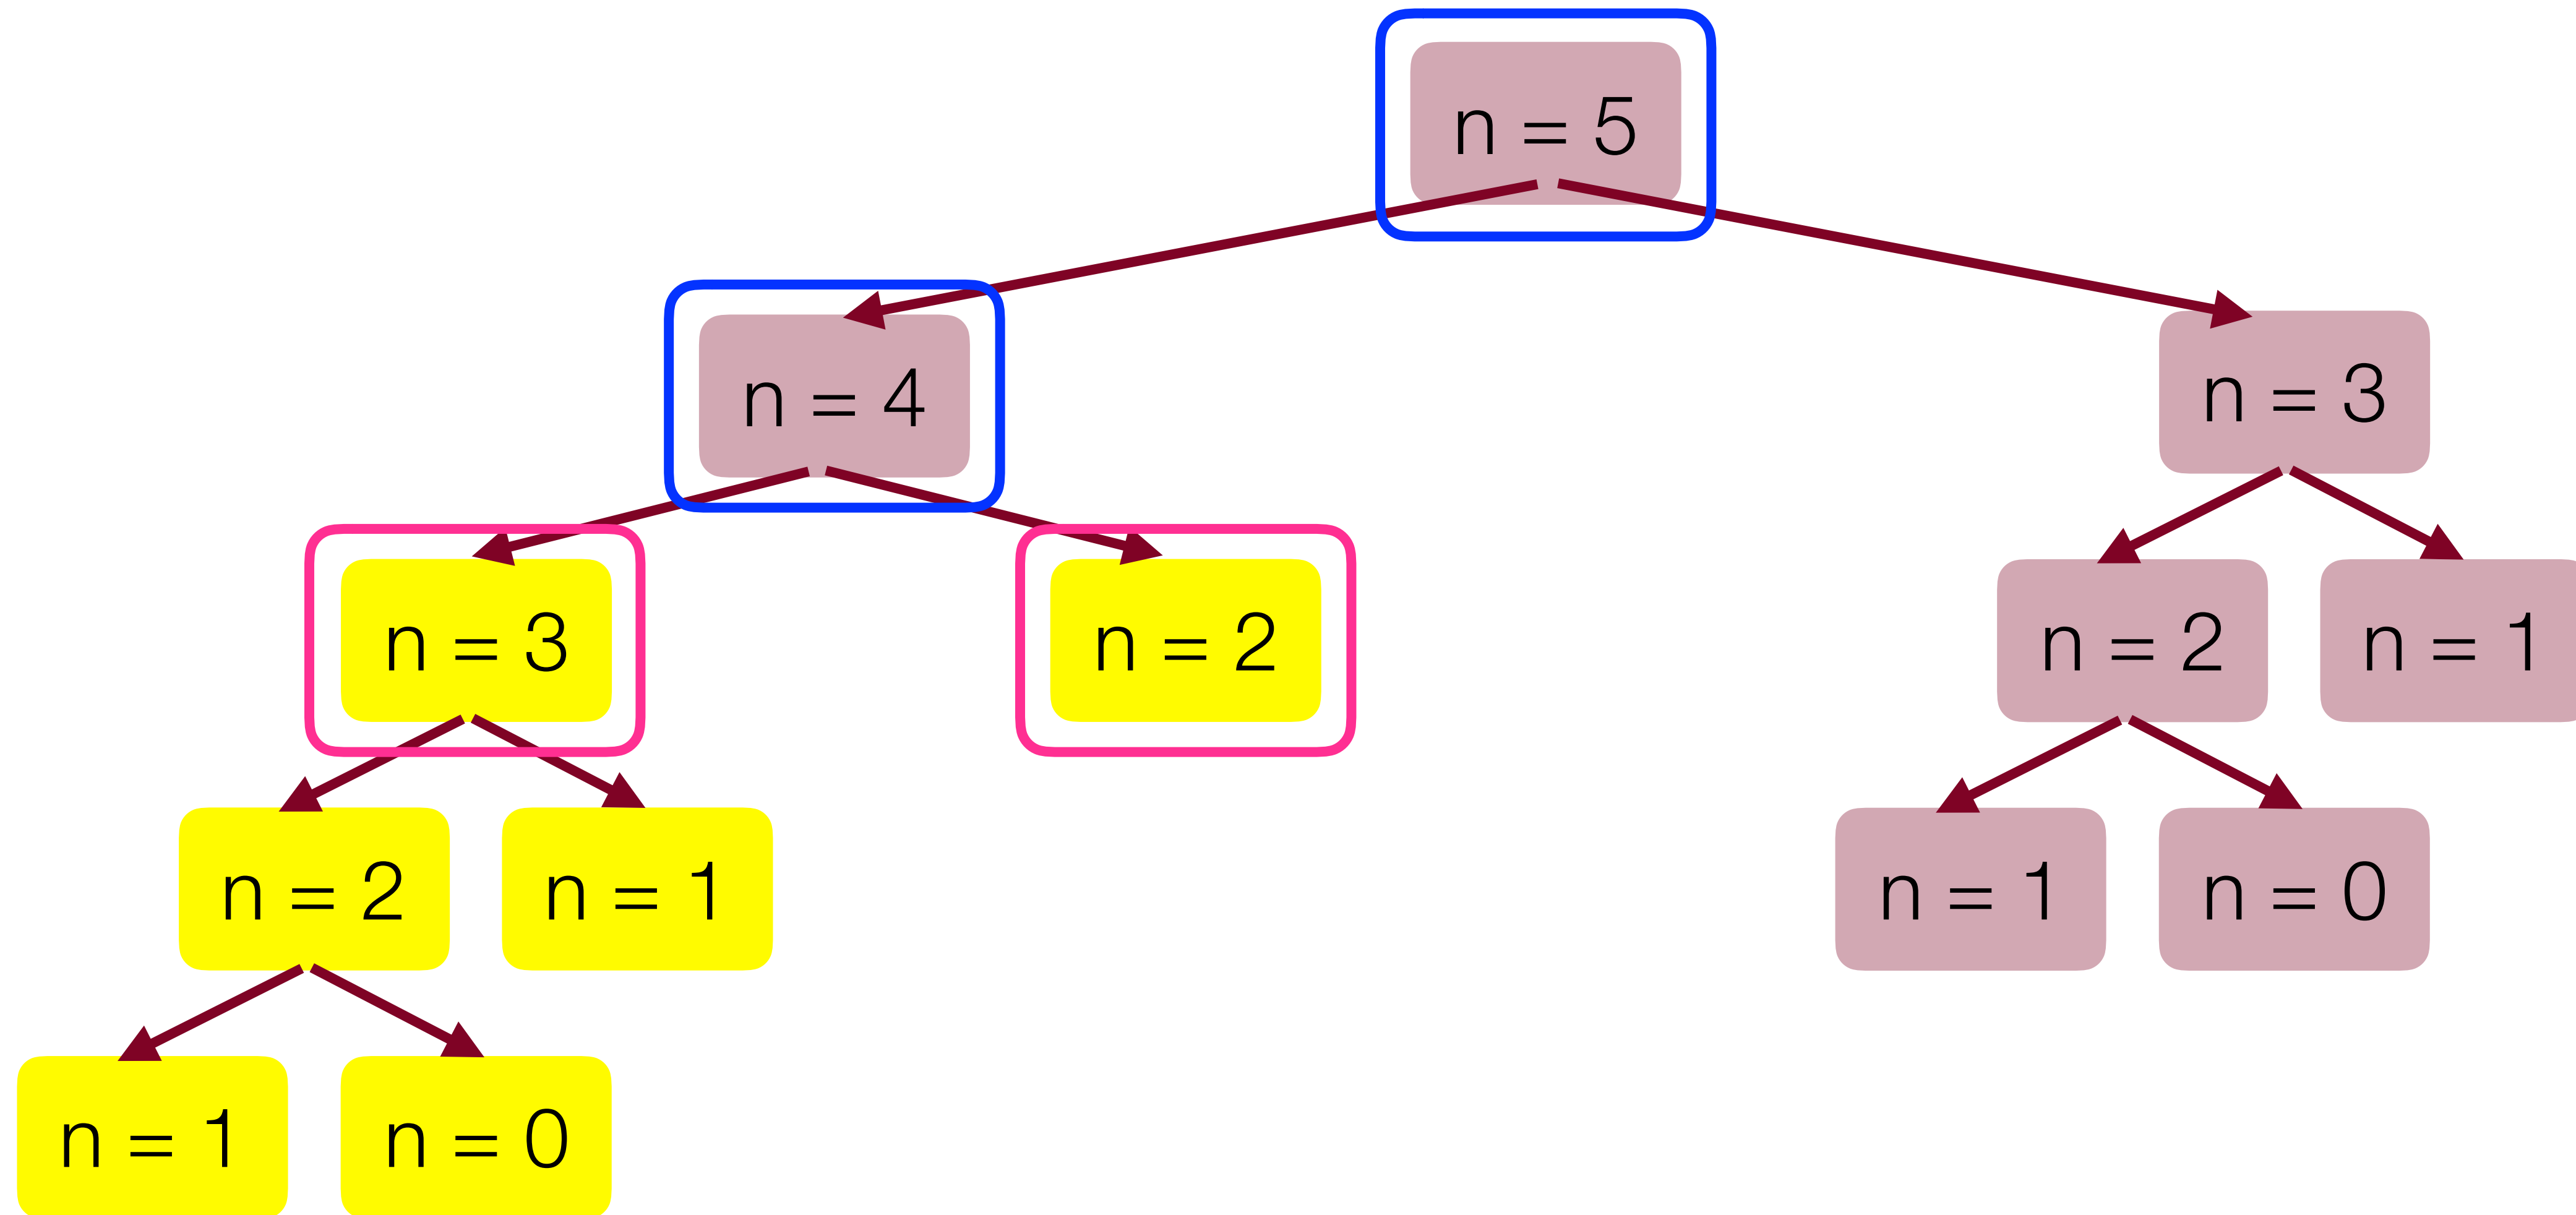 n = 5
n = 4
n = 3
n = 3
n = 2
n = 2
n = 1
n = 2
n = 1
n = 1
n = 0
n = 1
n = 0